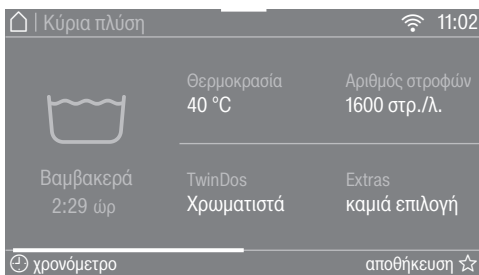 | Κύρια πλύση 11:02
Θερμοκρασία Αριθμός στροφών
40 °C 1600 στρ./λ.
Βαμβακερά TwinDos Extras
2:29 ώρ Χρωματιστά καμιά επιλογή
χρονόμετρο αποθήκευση